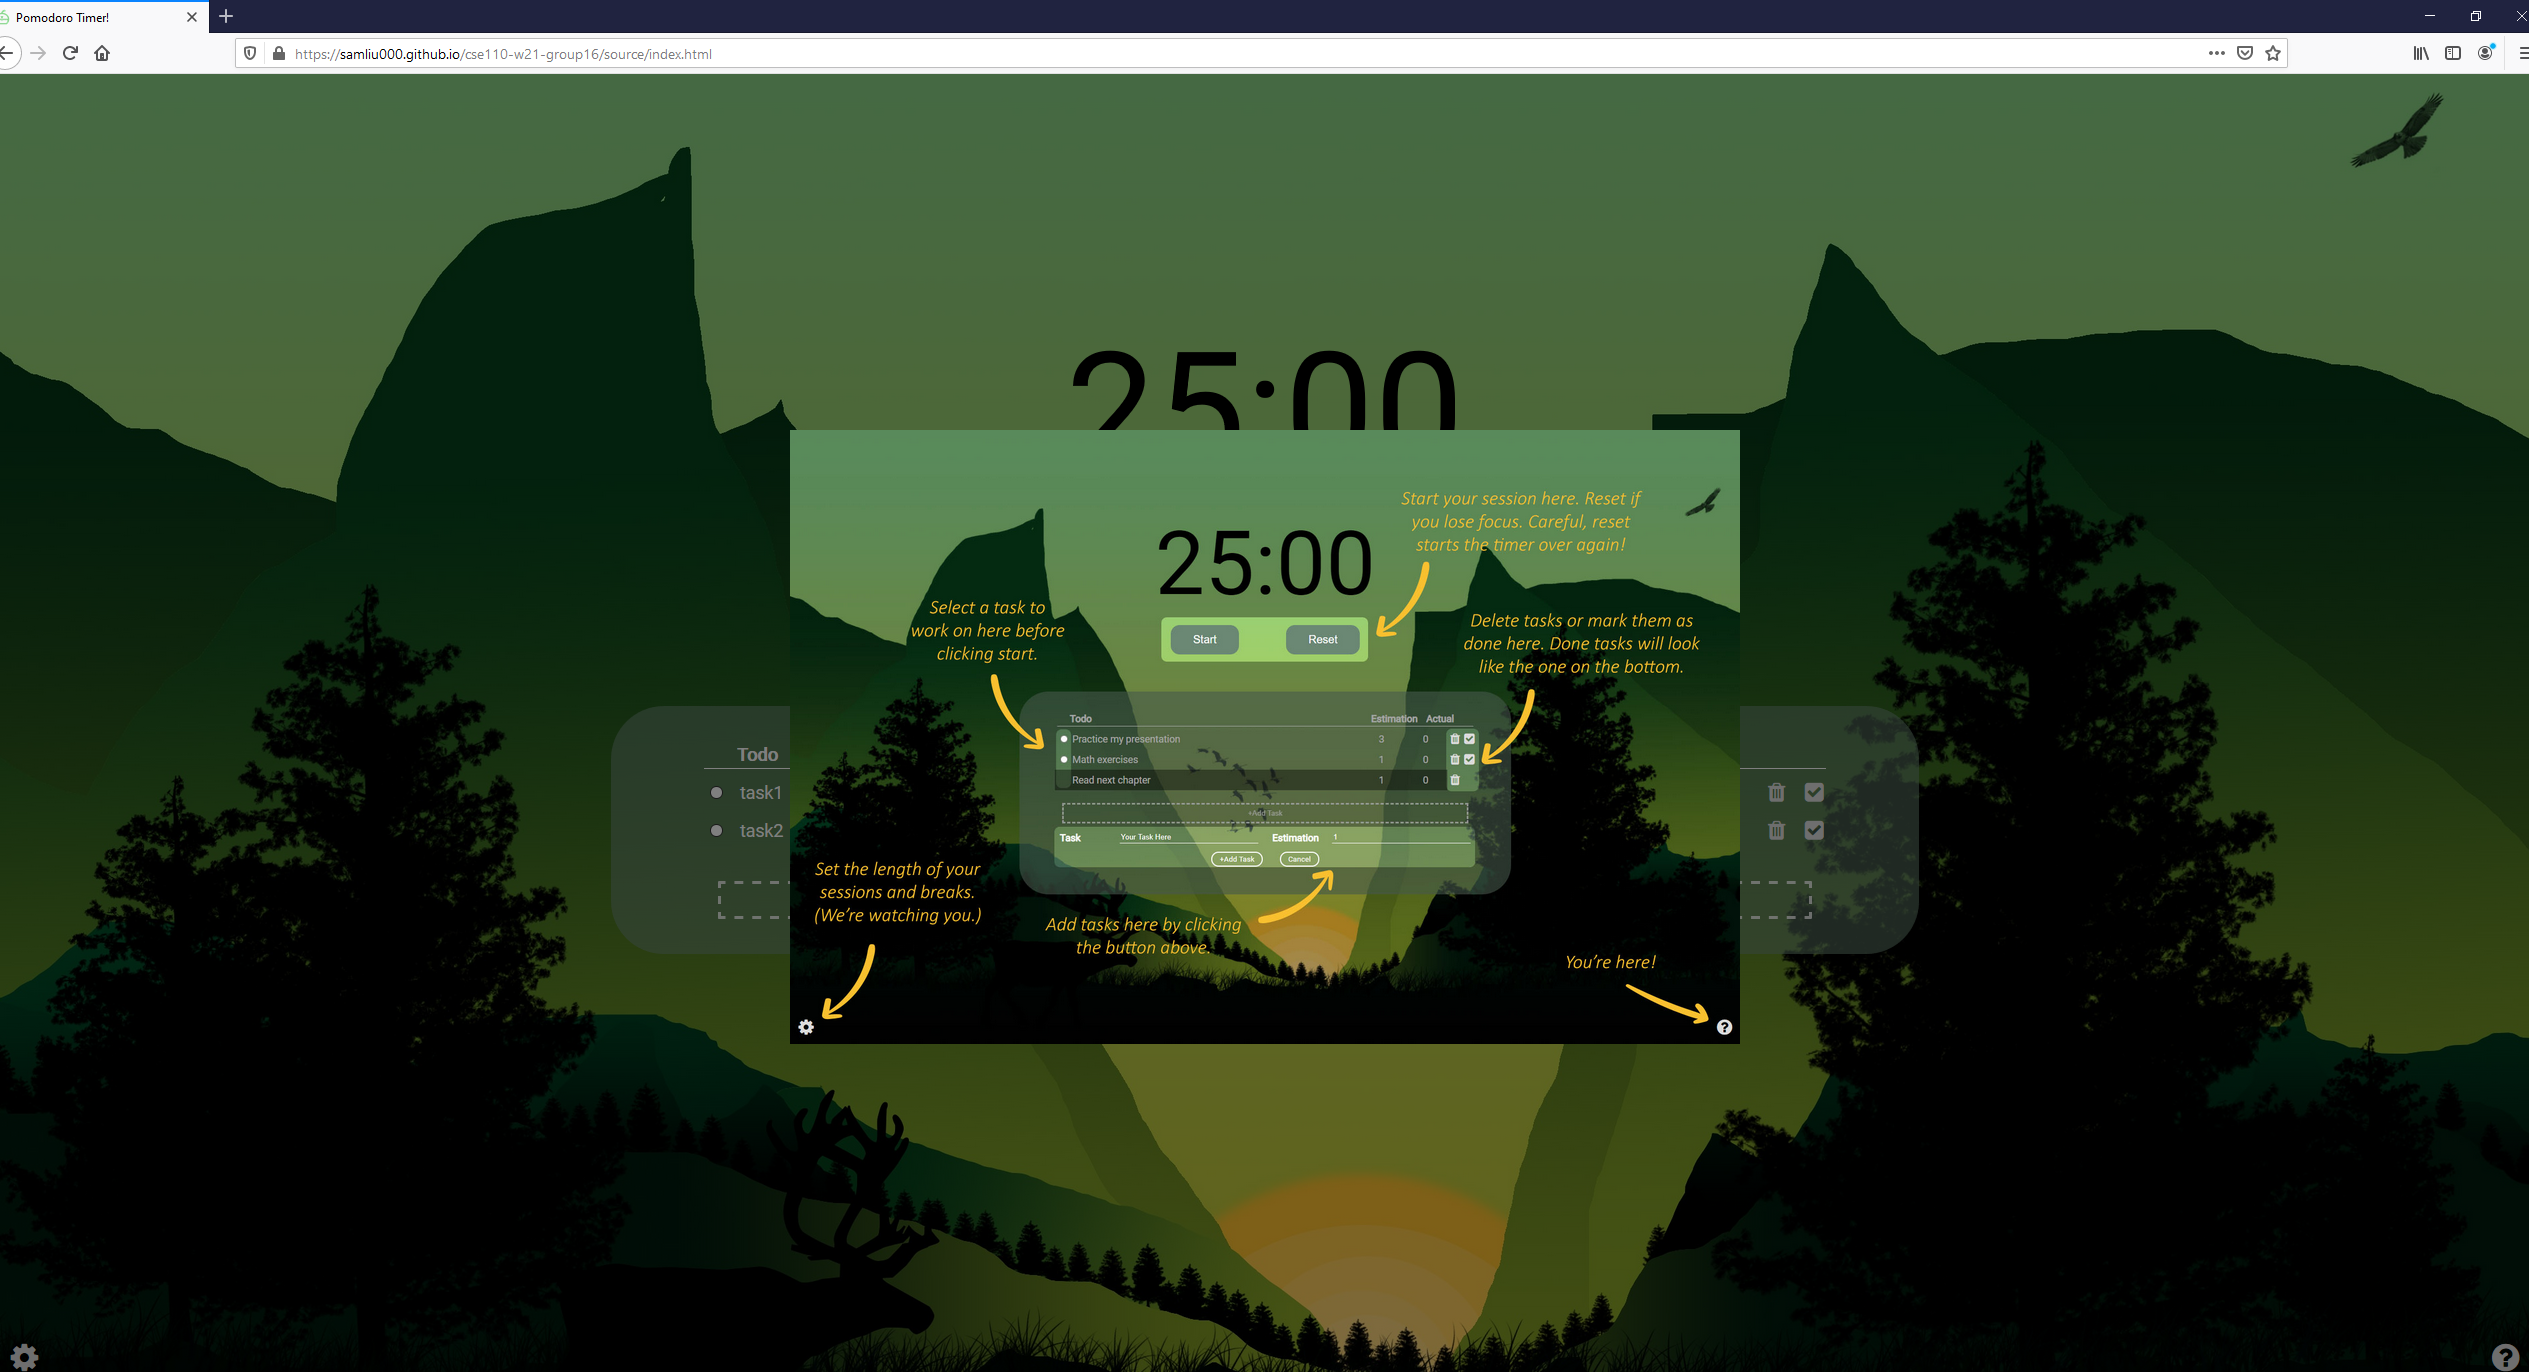 Pomodoro Timer!
https://samliu000.github.io/cse110-w21-group16/source/index.html
25:00
Todo
task1
task2
Start your session here. Reset if
you lose focus. Careful, reset
starts the timer over again!
25:00
Select a task to
work on here before
clicking start.
Start Reset
Delete tasks or mark them as
done here. Done tasks will look
like the one on the bottom.
Todo Estimation Actual
Practice my presentation 3 0
Math exercises 1 0
Read next chapter 1 0
+Add Task
Task Your Task Here Estimation 1
+Add Task Cancel
Set the length of your
sessions and breaks.
(We're watching you.)
Add tasks here by clicking
the button above.
You're here!